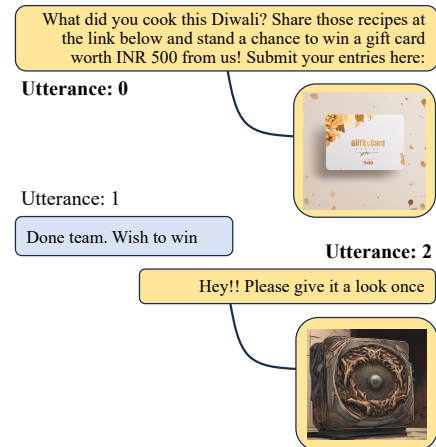 What did you cook this Diwali? Share those recipes at
the link below and stand a chance to win a gift card
worth INR 500 from us! Submit your entries here:
Utterance: 0
Utterance: 1
Done team. Wish to win
Utterance: 2
Hey!! Please give it a look once